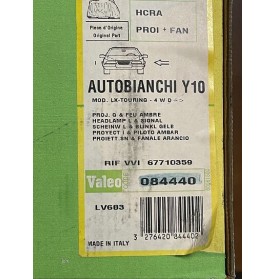 Pièce d'Origine
Original Part
HCRA
PROI + FAN
AUTOBIANCHI Y10
MOD. LX-TOURING - 4 W D
PROJ. D & FEU AMBRE
HEADLAMP L & SIGNAL
SCHEINW L & BLINKL GELE
PROYECT I & PILOTO AMBAR
PROIETT.SN & FANALE ARANCIO
RIF VVI 67710359
Valeo
084440
LV683
MADE IN ITALY
3 276420 844402